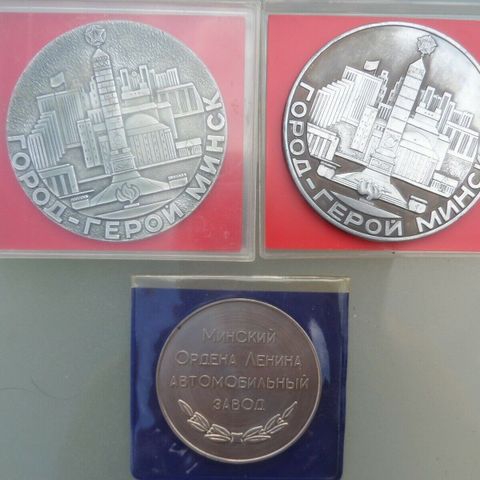 ГОРОД-ГЕРОЙ МИНСК
ГОРОД-ГЕРОЙ МИНСК
МИНСКИЙ
ОРДЕНА ЛЕНИНА
АВТОМОБИЛЬНЫЙ
ЗАВОД